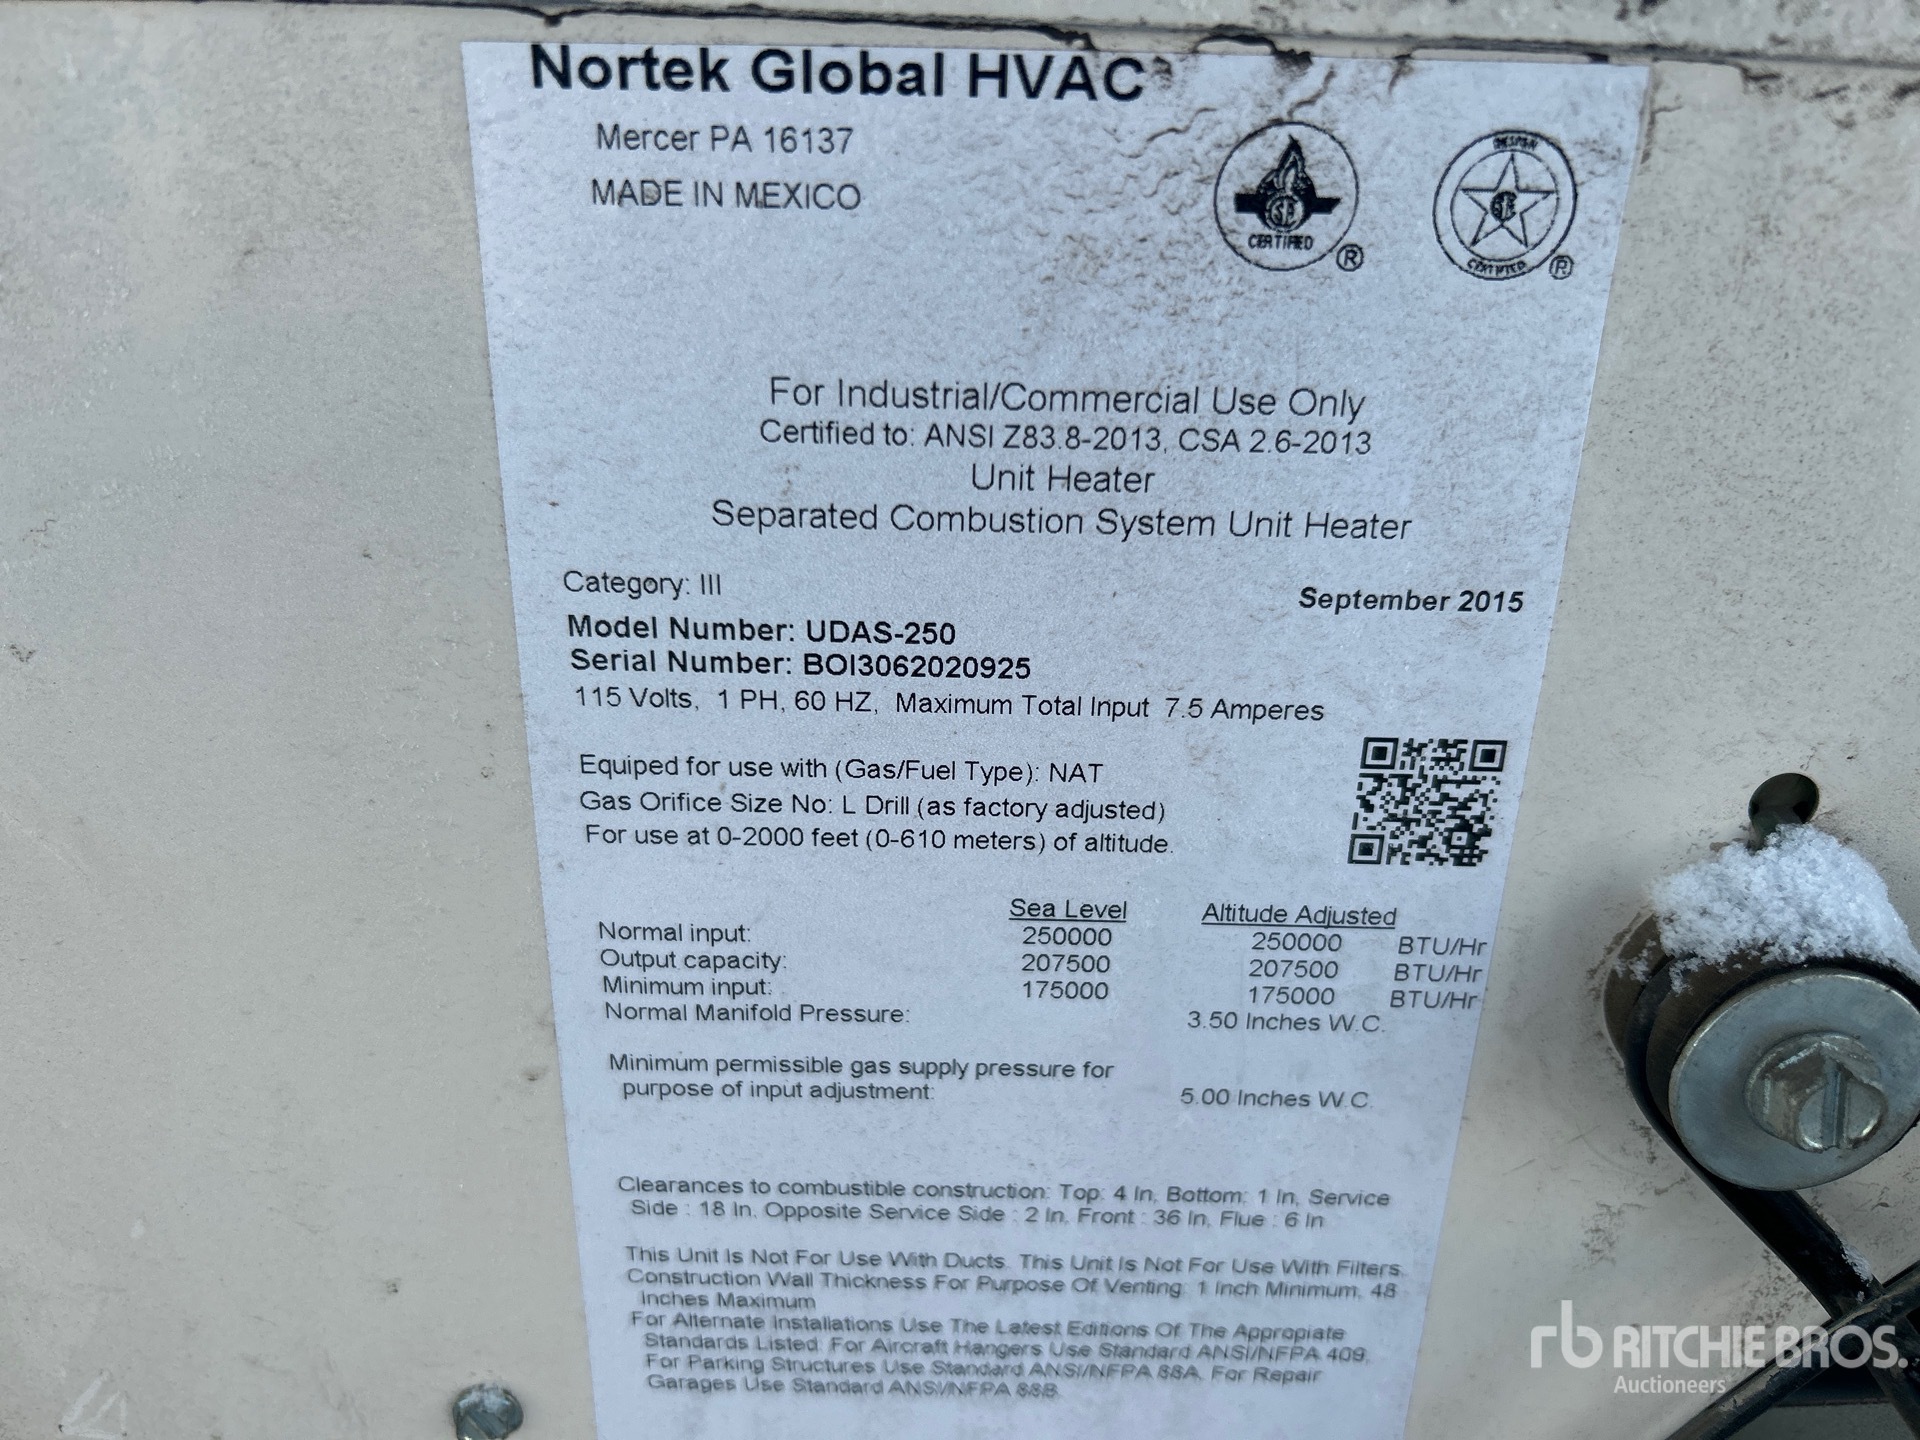 Nortek Global HVAC
Mercer PA 16137
MADE IN MEXICO
CERTIFIED ®
DESIGN CERTIFIED ®
For Industrial/Commercial Use Only
Certified to: ANSI Z83.8-2013, CSA 2.6-2013
Unit Heater
Separated Combustion System Unit Heater
Category: III
September 2015
Model Number: UDAS-250
Serial Number: BOI3062020925
115 Volts, 1 PH, 60 HZ, Maximum Total Input 7.5 Amperes
Equiped for use with (Gas/Fuel Type): NAT
Gas Orifice Size No: L Drill (as factory adjusted)
For use at 0-2000 feet (0-610 meters) of altitude.
Sea Level Altitude Adjusted
Normal input: 250000 250000 BTU/Hr
Output capacity: 207500 207500 BTU/Hr
Minimum input: 175000 175000 BTU/Hr
Normal Manifold Pressure: 3.50 Inches W.C.
Minimum permissible gas supply pressure for
purpose of input adjustment: 5.00 Inches W.C.
Clearances to combustible construction: Top: 4 In, Bottom: 1 In, Service
Side : 18 In, Opposite Service Side : 2 In, Front : 36 In, Flue : 6 In
This Unit Is Not For Use With Ducts. This Unit Is Not For Use With Filters.
Construction Wall Thickness For Purpose Of Venting: 1 Inch Minimum, 48
Inches Maximum
For Alternate Installations Use The Latest Editions Of The Appropiate
Standards Listed: For Aircraft Hangers Use Standard ANSI/NFPA 409,
For Parking Structures Use Standard ANSI/NFPA 88A, For Repair
Garages Use Standard ANSI/NFPA 88B.
rb RITCHIE BROS.
Auctioneers